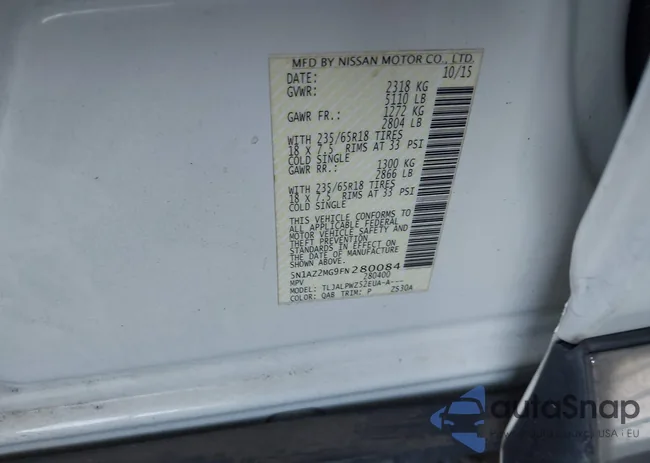 MFD BY NISSAN MOTOR CO., LTD.
DATE: 10/15
GVWR: 2318 KG
5110 LB
GAWR FR.: 1272 KG
2804 LB
WITH 235/65R18 TIRES
18 X 7.5 RIMS AT 33 PSI
COLD SINGLE
GAWR RR.: 1300 KG
2866 LB
WITH 235/65R18 TIRES
18 X 7.5 RIMS AT 33 PSI
COLD SINGLE
THIS VEHICLE CONFORMS TO
ALL APPLICABLE U.S. FEDERAL
MOTOR VEHICLE SAFETY AND
THEFT PREVENTION
STANDARDS IN EFFECT ON
THE DATE OF MANUFACTURE
SHOWN ABOVE.
5N1AZ2MG9FN280084
MPV 280400
MODEL: TLJALPWZ52EUA-A---
COLOR: QAB TRIM: P ZS30A
autoSnap
USA - EU